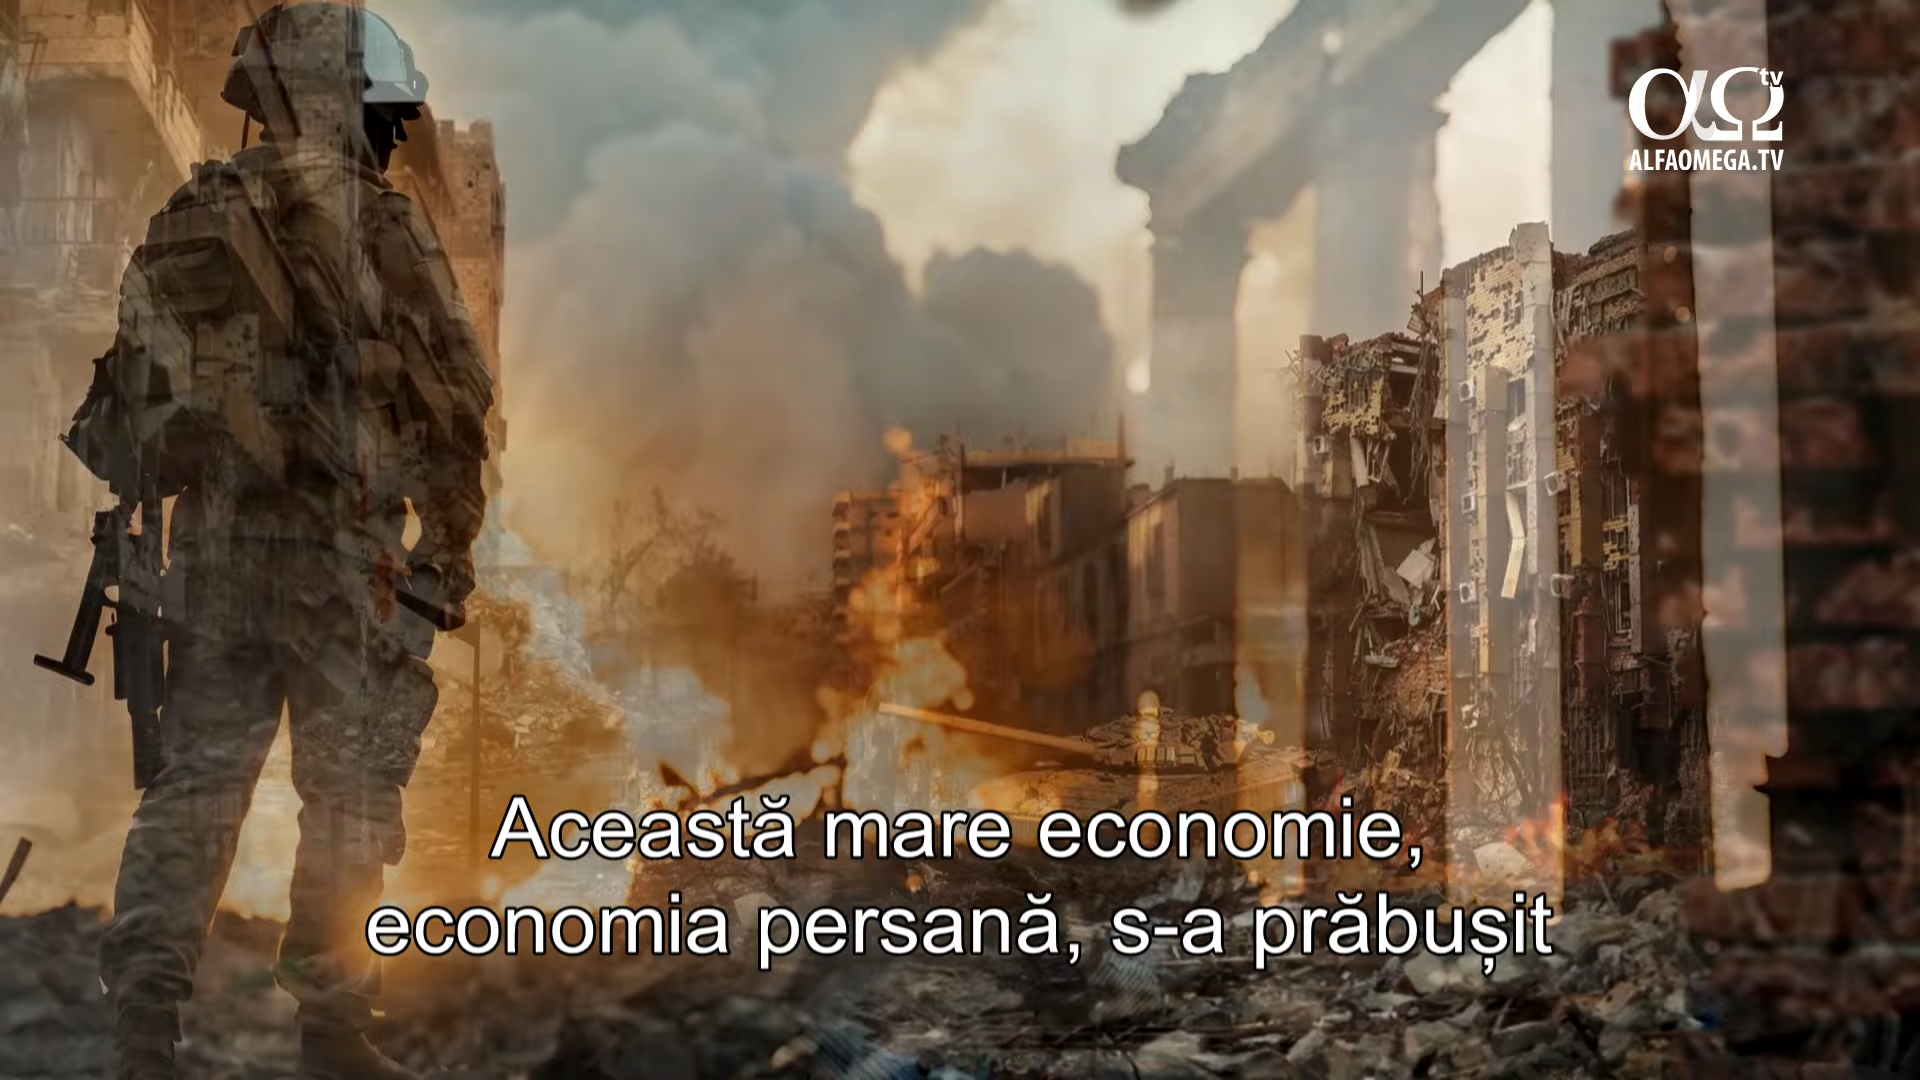 αΩ tv
ALFAOMEGA.TV
Această mare economie,
economia persană, s-a prăbușit